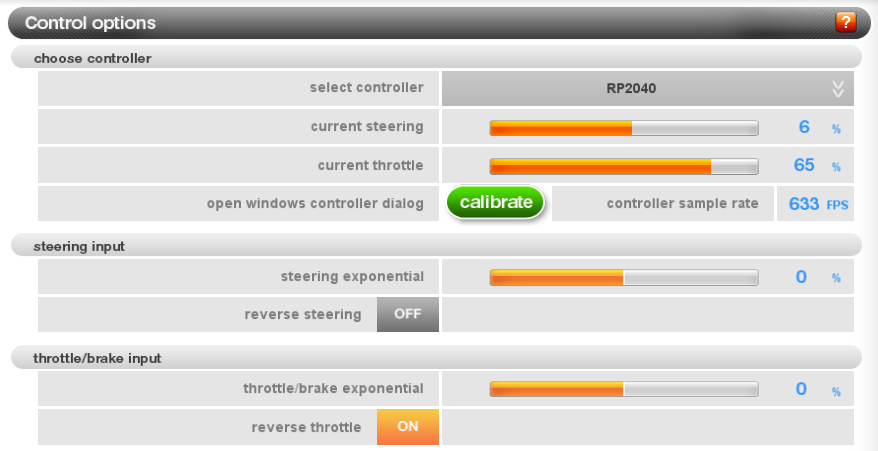 Control options ?
choose controller
select controller RP2040
current steering 6 %
current throttle 65 %
open windows controller dialog calibrate controller sample rate 633 FPS
steering input
steering exponential 0 %
reverse steering OFF
throttle/brake input
throttle/brake exponential 0 %
reverse throttle ON